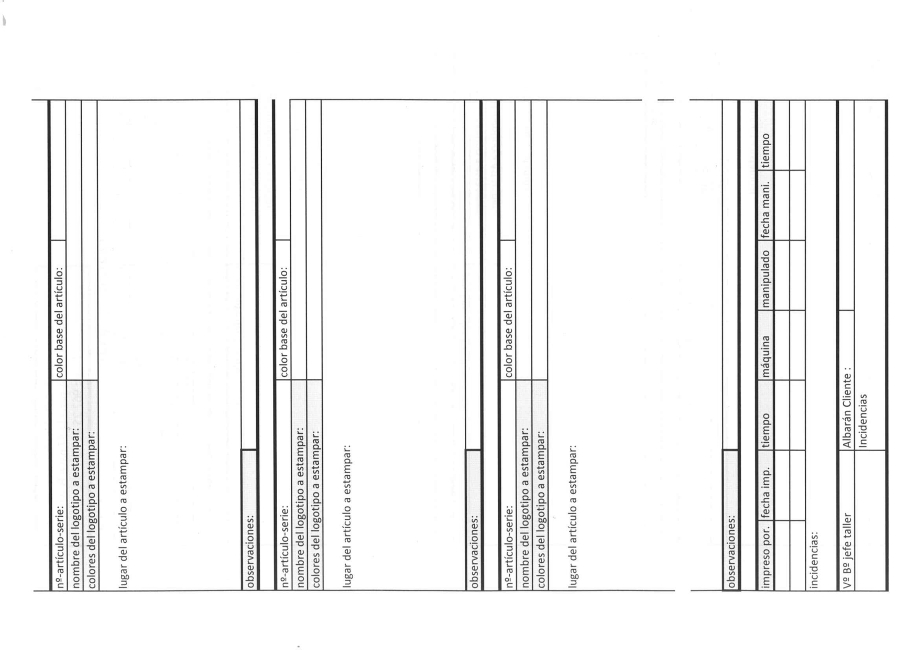 nº-artículo-serie: color base del artículo:
nombre del logotipo a estampar:
colores del logotipo a estampar:
lugar del artículo a estampar:
observaciones:
nº-artículo-serie: color base del artículo:
nombre del logotipo a estampar:
colores del logotipo a estampar:
lugar del artículo a estampar:
observaciones:
nº-artículo-serie: color base del artículo:
nombre del logotipo a estampar:
colores del logotipo a estampar:
lugar del artículo a estampar:
observaciones:
impreso por. fecha imp. tiempo máquina manipulado fecha mani. tiempo
incidencias:
Vº Bº jefe taller Albarán Cliente :
Incidencias